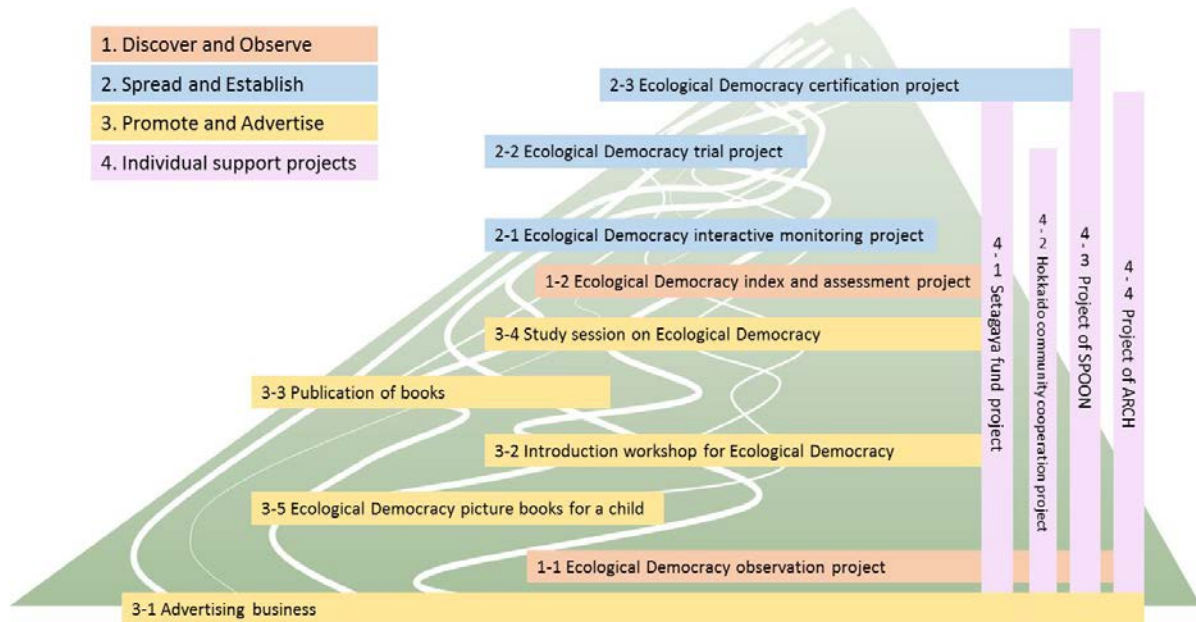 1. Discover and Observe
2. Spread and Establish
3. Promote and Advertise
4. Individual support projects
2-3 Ecological Democracy certification project
2-2 Ecological Democracy trial project
2-1 Ecological Democracy interactive monitoring project
1-2 Ecological Democracy index and assessment project
3-4 Study session on Ecological Democracy
3-3 Publication of books
3-2 Introduction workshop for Ecological Democracy
3-5 Ecological Democracy picture books for a child
1-1 Ecological Democracy observation project
3-1 Advertising business
4-1 Setagaya fund project
4-2 Hokkaido community cooperation project
4-3 Project of SPOON
4-4 Project of ARCH